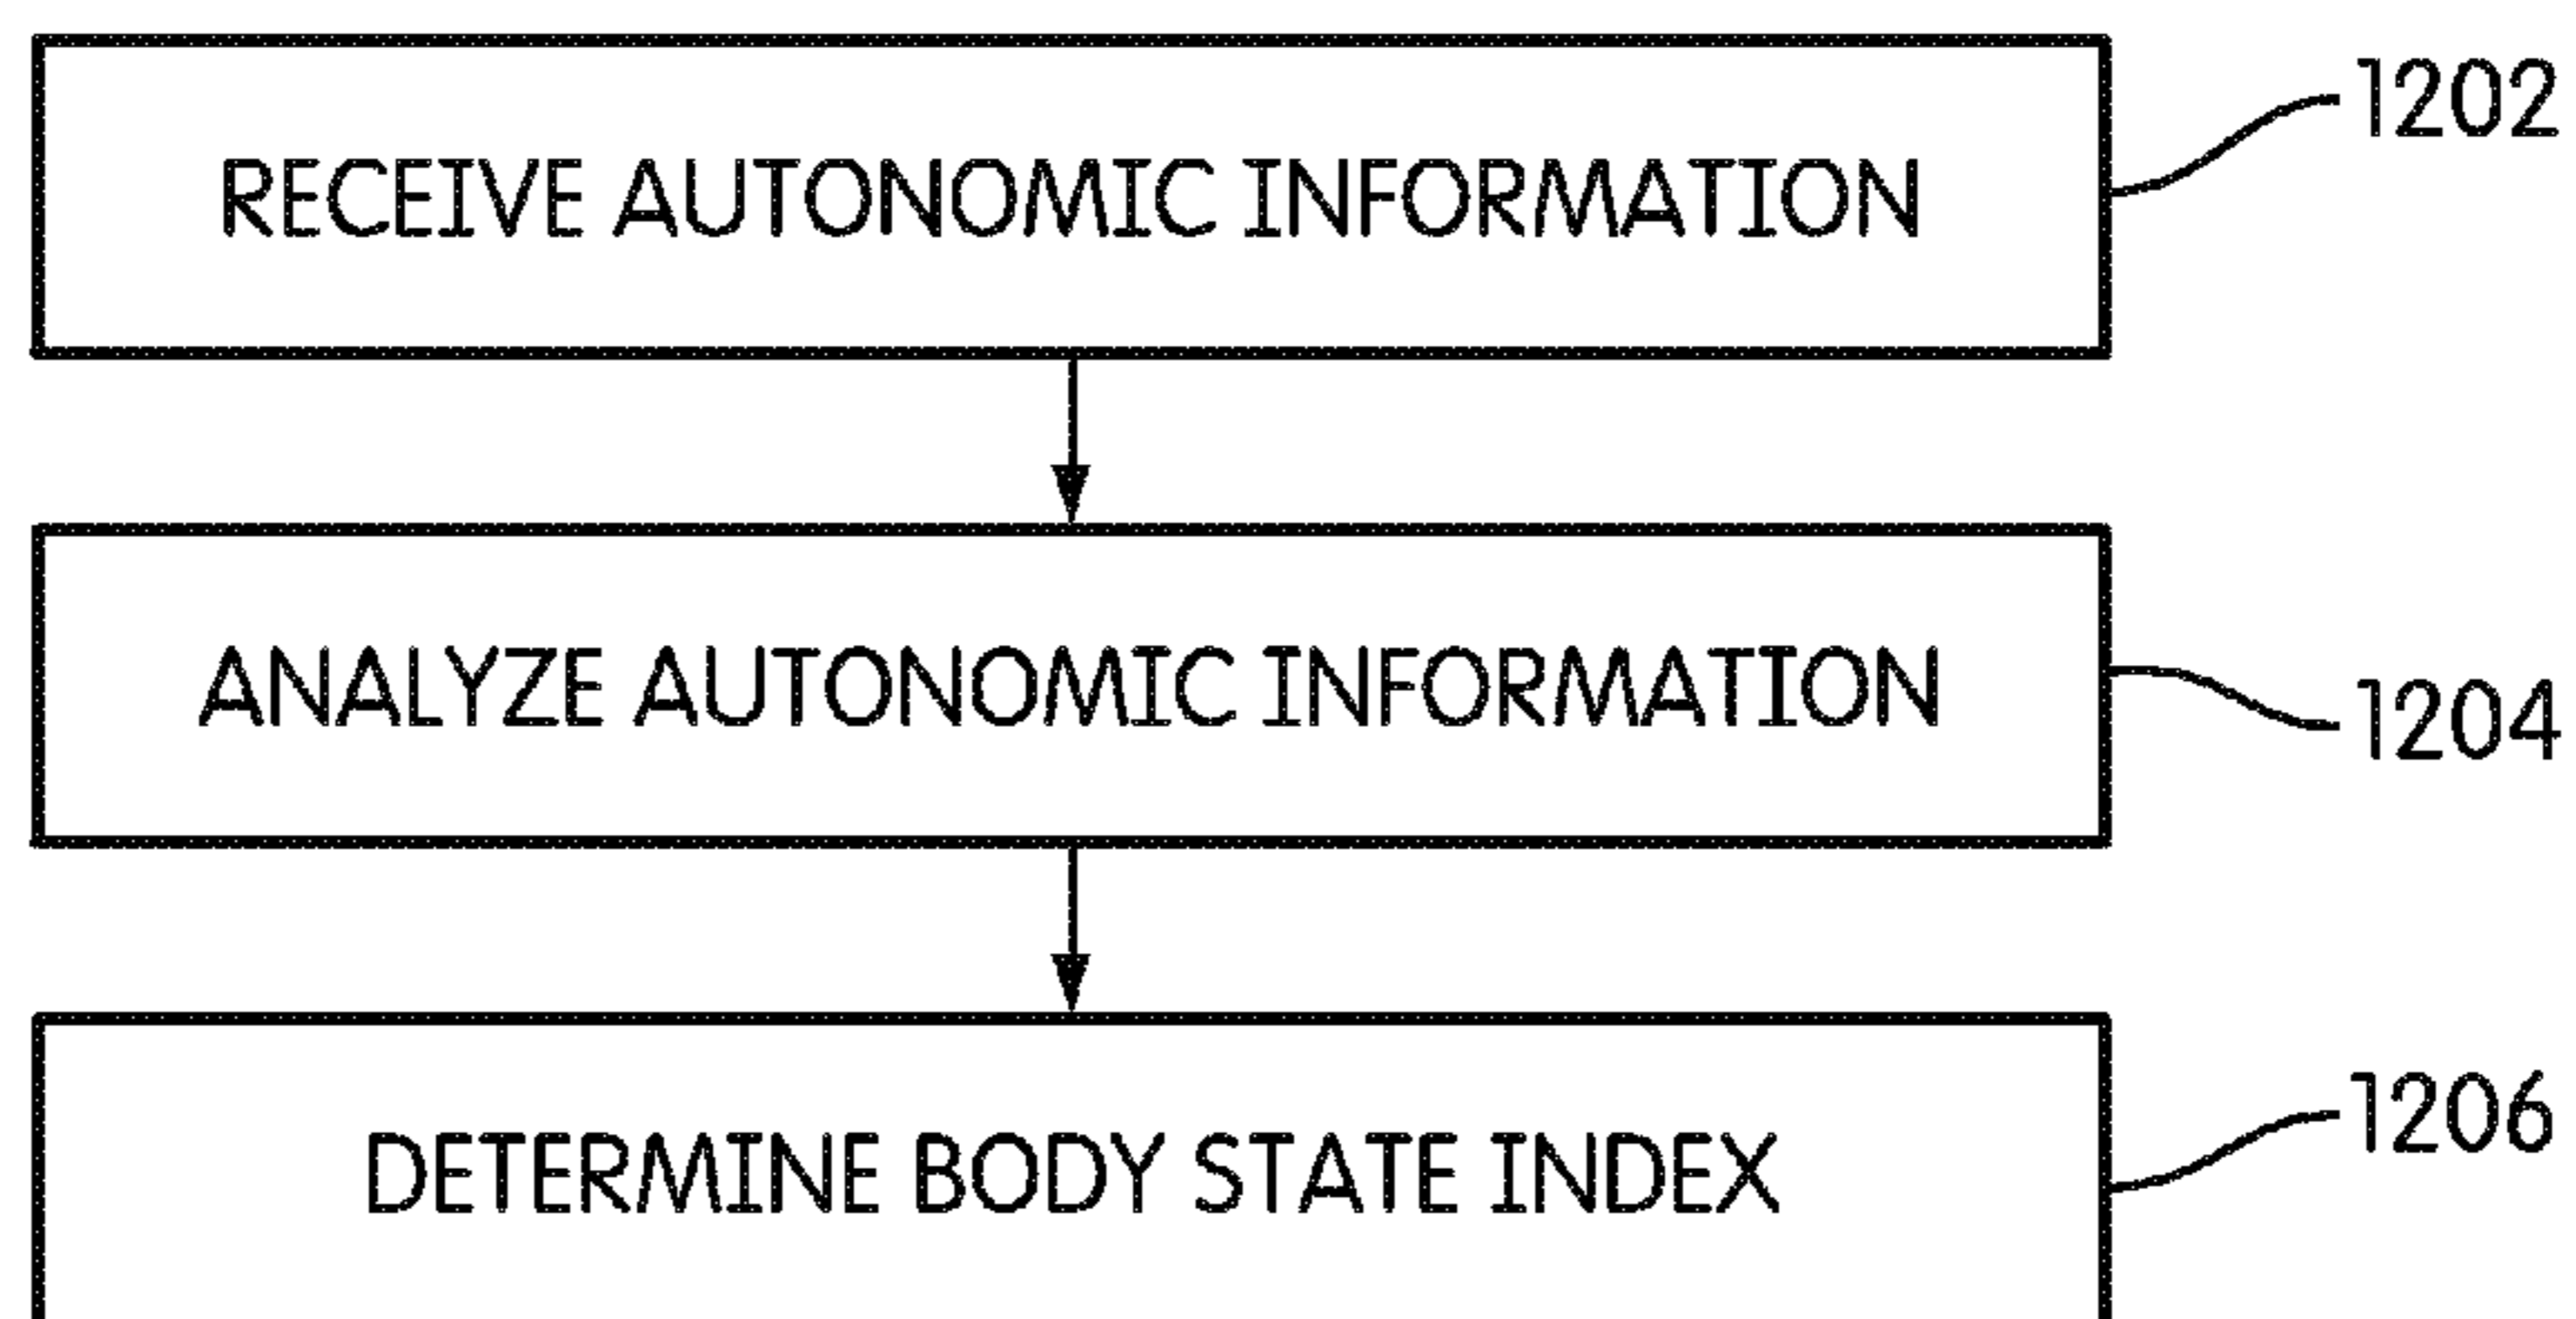 RECEIVE AUTONOMIC INFORMATION
1202
ANALYZE AUTONOMIC INFORMATION
1204
DETERMINE BODY STATE INDEX
1206